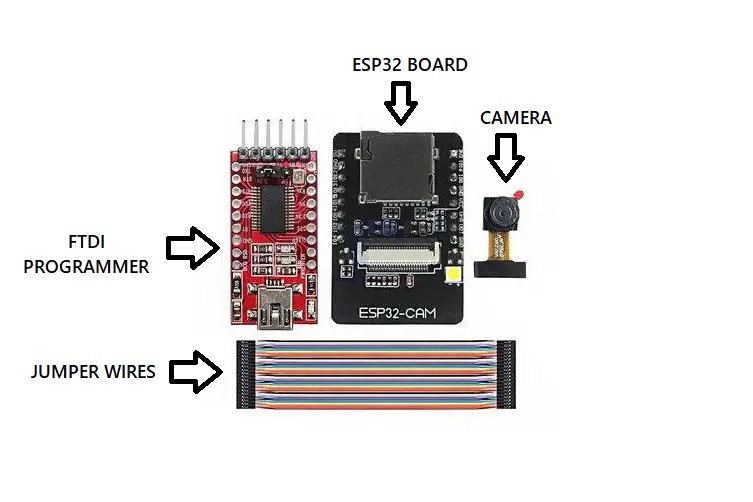 ESP32 BOARD
CAMERA
FTDI
PROGRAMMER
ESP32-CAM
JUMPER WIRES